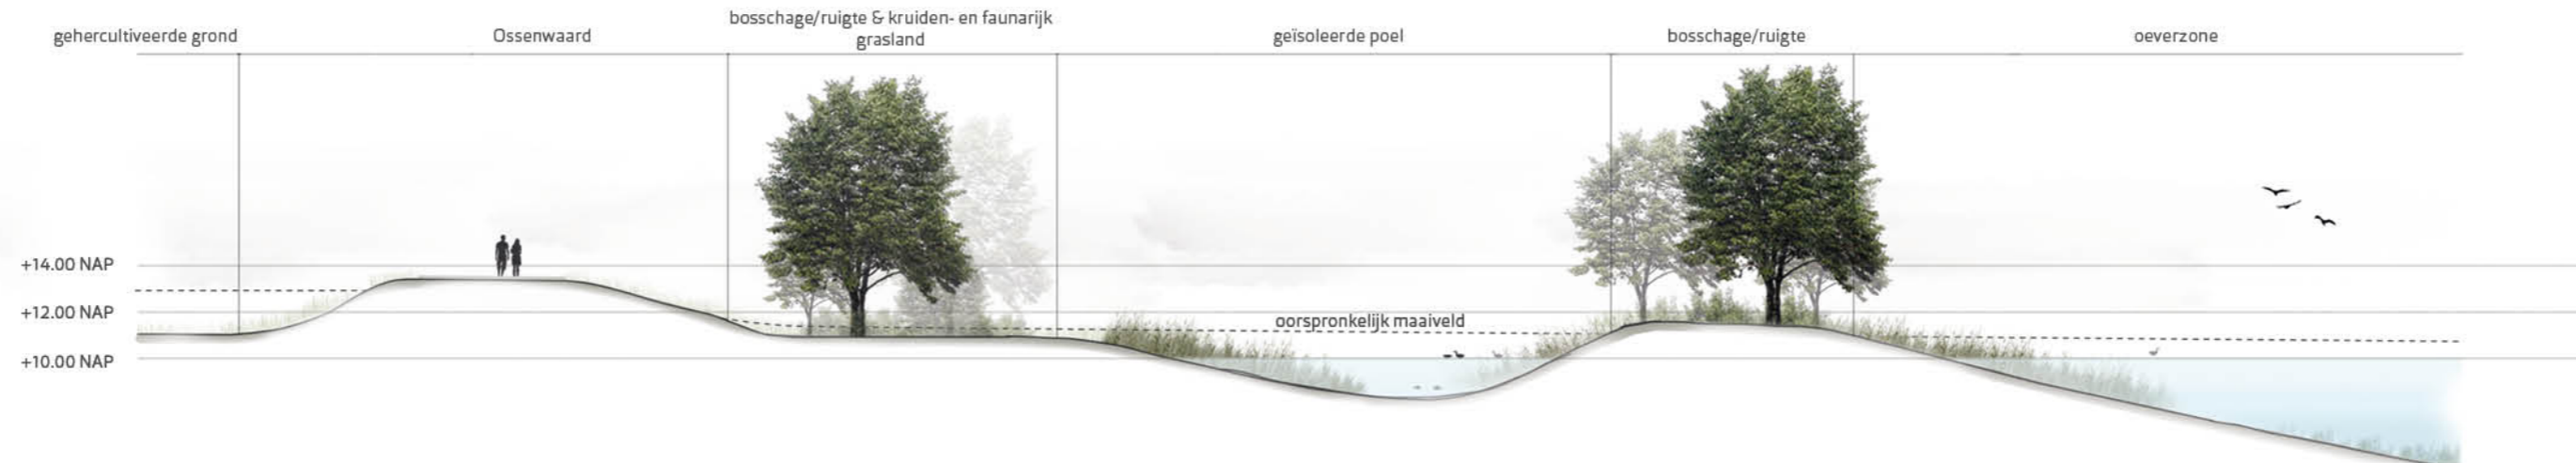 gehercultiveerde grond
Ossenwaard
bosschage/ruigte & kruiden- en faunarijk
grasland
geïsoleerde poel
bosschage/ruigte
oeverzone
+14.00 NAP
+12.00 NAP
oorspronkelijk maaiveld
+10.00 NAP